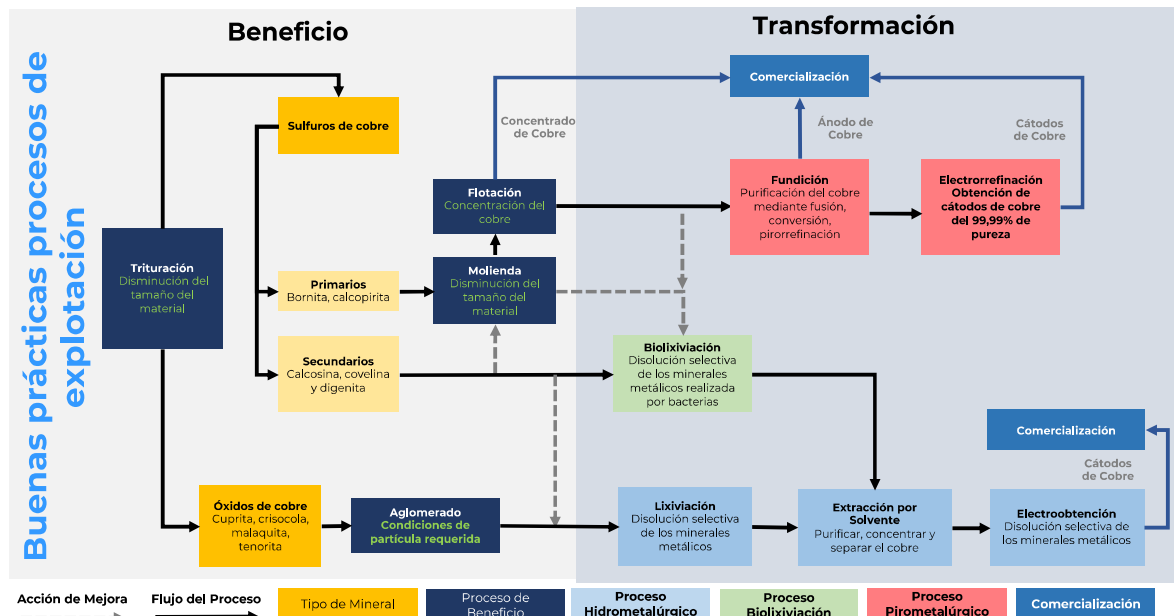 Buenas prácticas procesos de
explotación
Beneficio
Transformación
Sulfuros de cobre
Concentrado
de Cobre
Comercialización
Ánodo de
Cobre
Cátodos
de Cobre
Flotación
Concentración del
cobre
Fundición
Purificación del cobre
mediante fusión,
conversión,
pirorrefinación
Electrorrefinación
Obtención de
cátodos de cobre
del 99,99% de
pureza
Trituración
Disminución del
tamaño del
material
Primarios
Bornita, calcopirita
Molienda
Disminución del
tamaño del
material
Secundarios
Calcosina, covelina
y digenita
Biolixiviación
Disolución selectiva
de los minerales
metálicos realizada
por bacterias
Comercialización
Cátodos
de Cobre
Óxidos de cobre
Cuprita, crisocola,
malaquita,
tenorita
Aglomerado
Condiciones de
partícula requerida
Lixiviación
Disolución selectiva
de los minerales
metálicos
Extracción por
Solvente
Purificar, concentrar y
separar el cobre
Electroobtención
Disolución selectiva de
los minerales metálicos
Acción de Mejora
Flujo del Proceso
Tipo de Mineral
Proceso de
Beneficio
Proceso
Hidrometalúrgico
Proceso
Biolixiviación
Proceso
Pirometalúrgico
Comercialización